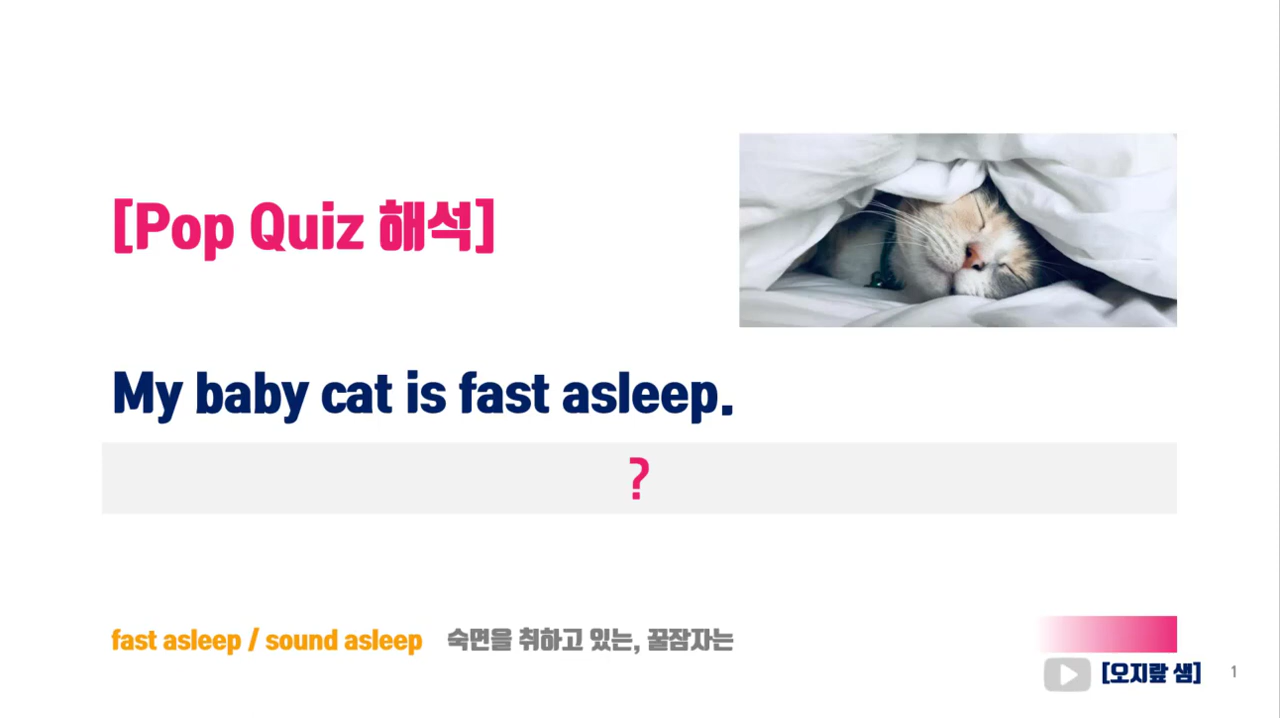 [Pop Quiz 해석]
My baby cat is fast asleep.
?
fast asleep / sound asleep 숙면을 취하고 있는, 꿀잠자는
[오지랖 샘] 1